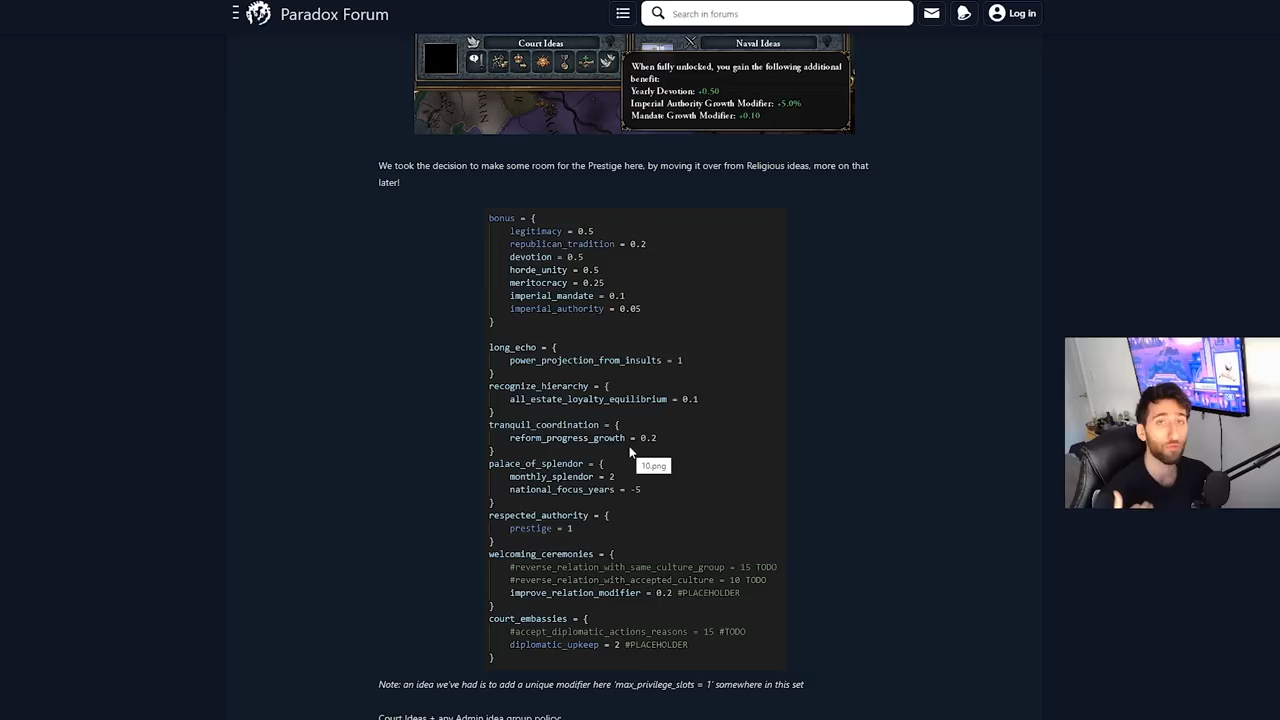 Paradox Forum
Search in forums
Log in
Court Ideas
Naval Ideas
When fully unlocked, you gain the following additional
benefit:
Yearly Devotion: +0.50
Imperial Authority Growth Modifier: +5.0%
Mandate Growth Modifier: +0.10
We took the decision to make some room for the Prestige here, by moving it over from Religious ideas, more on that
later!
bonus = {
legitimacy = 0.5
republican_tradition = 0.2
devotion = 0.5
horde_unity = 0.5
meritocracy = 0.25
imperial_mandate = 0.1
imperial_authority = 0.05
}
long_echo = {
power_projection_from_insults = 1
}
recognize_hierarchy = {
all_estate_loyalty_equilibrium = 0.1
}
tranquil_coordination = {
reform_progress_growth = 0.2
}
10.png
palace_of_splendor = {
monthly_splendor = 2
national_focus_years = -5
}
respected_authority = {
prestige = 1
}
welcoming_ceremonies = {
#reverse_relation_with_same_culture_group = 15 TODO
#reverse_relation_with_accepted_culture = 10 TODO
improve_relation_modifier = 0.2 #PLACEHOLDER
}
court_embassies = {
#accept_diplomatic_actions_reasons = 15 #TODO
diplomatic_upkeep = 2 #PLACEHOLDER
}
Note: an idea we've had is to add a unique modifier here 'max_privilege_slots = 1' somewhere in this set
Court Ideas + any Admin idea group policy: